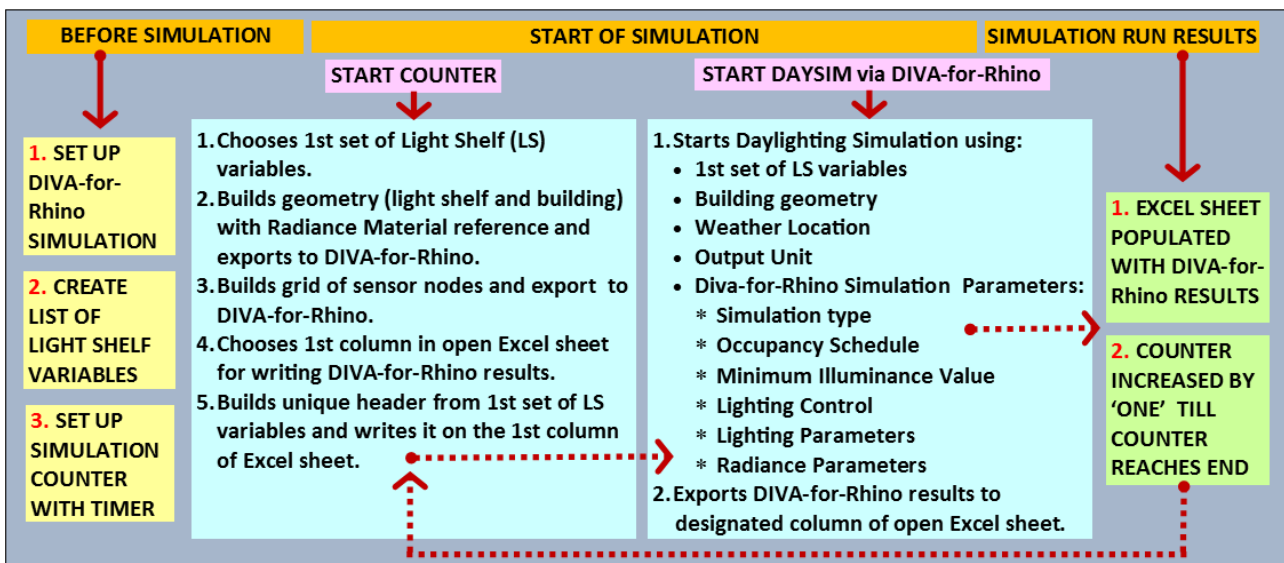 BEFORE SIMULATION
START OF SIMULATION
SIMULATION RUN RESULTS
START COUNTER
START DAYSIM via DIVA-for-Rhino
1. SET UP
DIVA-for-
Rhino
SIMULATION
2. CREATE
LIST OF
LIGHT SHELF
VARIABLES
3. SET UP
SIMULATION
COUNTER
WITH TIMER
1. Chooses 1st set of Light Shelf (LS)
variables.
2. Builds geometry (light shelf and building)
with Radiance Material reference and
exports to DIVA-for-Rhino.
3. Builds grid of sensor nodes and export to
DIVA-for-Rhino.
4. Chooses 1st column in open Excel sheet
for writing DIVA-for-Rhino results.
5. Builds unique header from 1st set of LS
variables and writes it on the 1st column
of Excel sheet.
1. Starts Daylighting Simulation using:
• 1st set of LS variables
• Building geometry
• Weather Location
• Output Unit
• Diva-for-Rhino Simulation Parameters:
* Simulation type
* Occupancy Schedule
* Minimum Illuminance Value
* Lighting Control
* Lighting Parameters
* Radiance Parameters
2. Exports DIVA-for-Rhino results to
designated column of open Excel sheet.
1. EXCEL SHEET
POPULATED
WITH DIVA-for-
Rhino RESULTS
2. COUNTER
INCREASED BY
‘ONE’ TILL
COUNTER
REACHES END